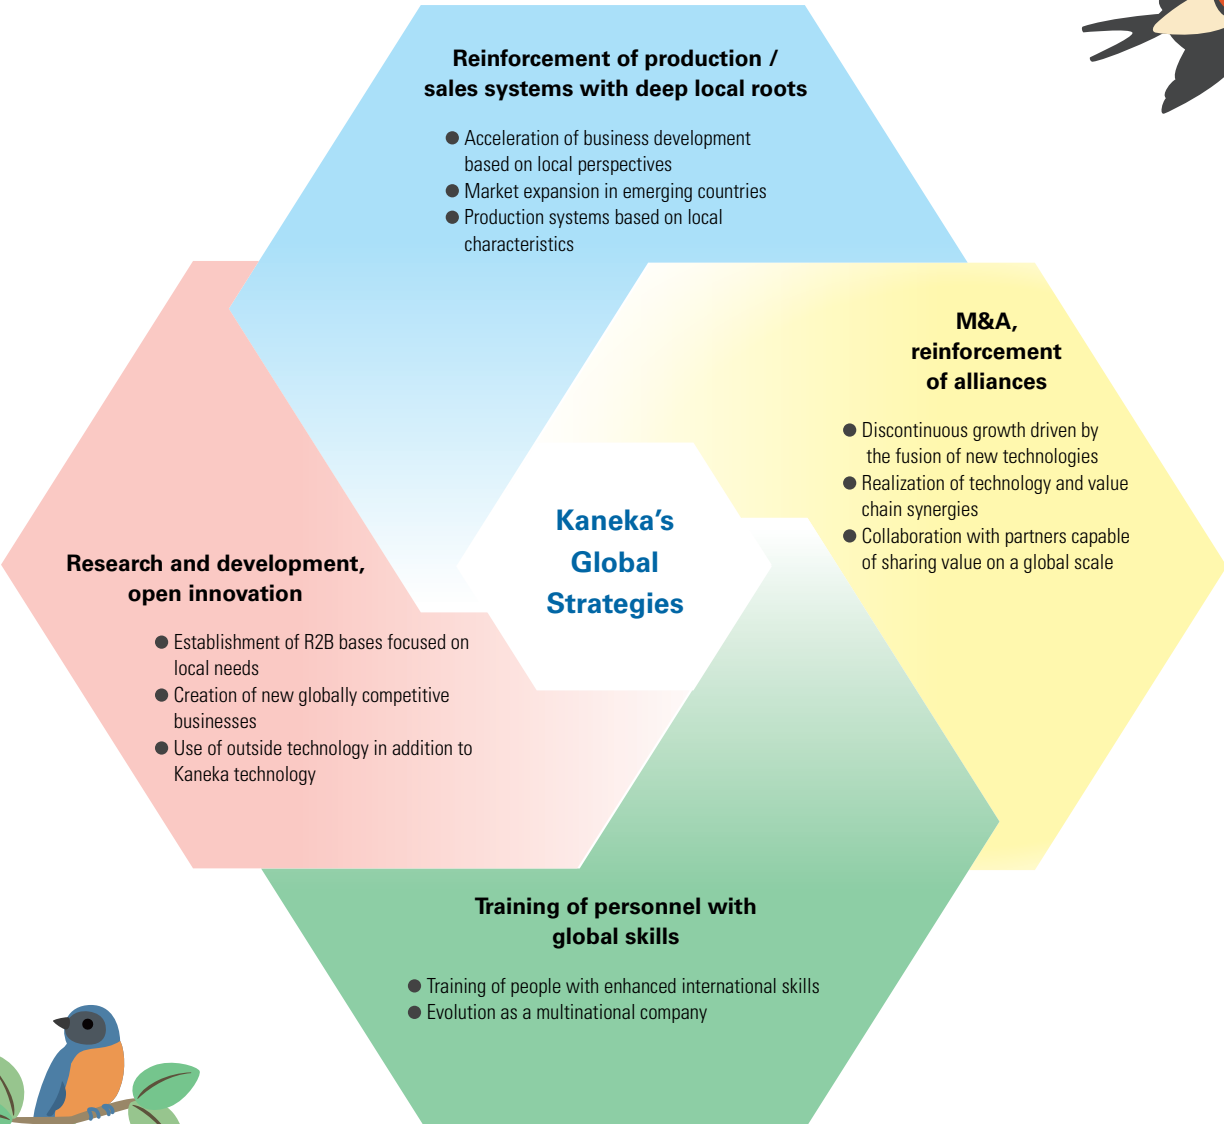 Reinforcement of production /
sales systems with deep local roots
● Acceleration of business development
based on local perspectives
● Market expansion in emerging countries
● Production systems based on local
characteristics
M&A,
reinforcement
of alliances
● Discontinuous growth driven by
the fusion of new technologies
● Realization of technology and value
chain synergies
● Collaboration with partners capable
of sharing value on a global scale
Kaneka’s
Global
Strategies
Research and development,
open innovation
● Establishment of R2B bases focused on
local needs
● Creation of new globally competitive
businesses
● Use of outside technology in addition to
Kaneka technology
Training of personnel with
global skills
● Training of people with enhanced international skills
● Evolution as a multinational company